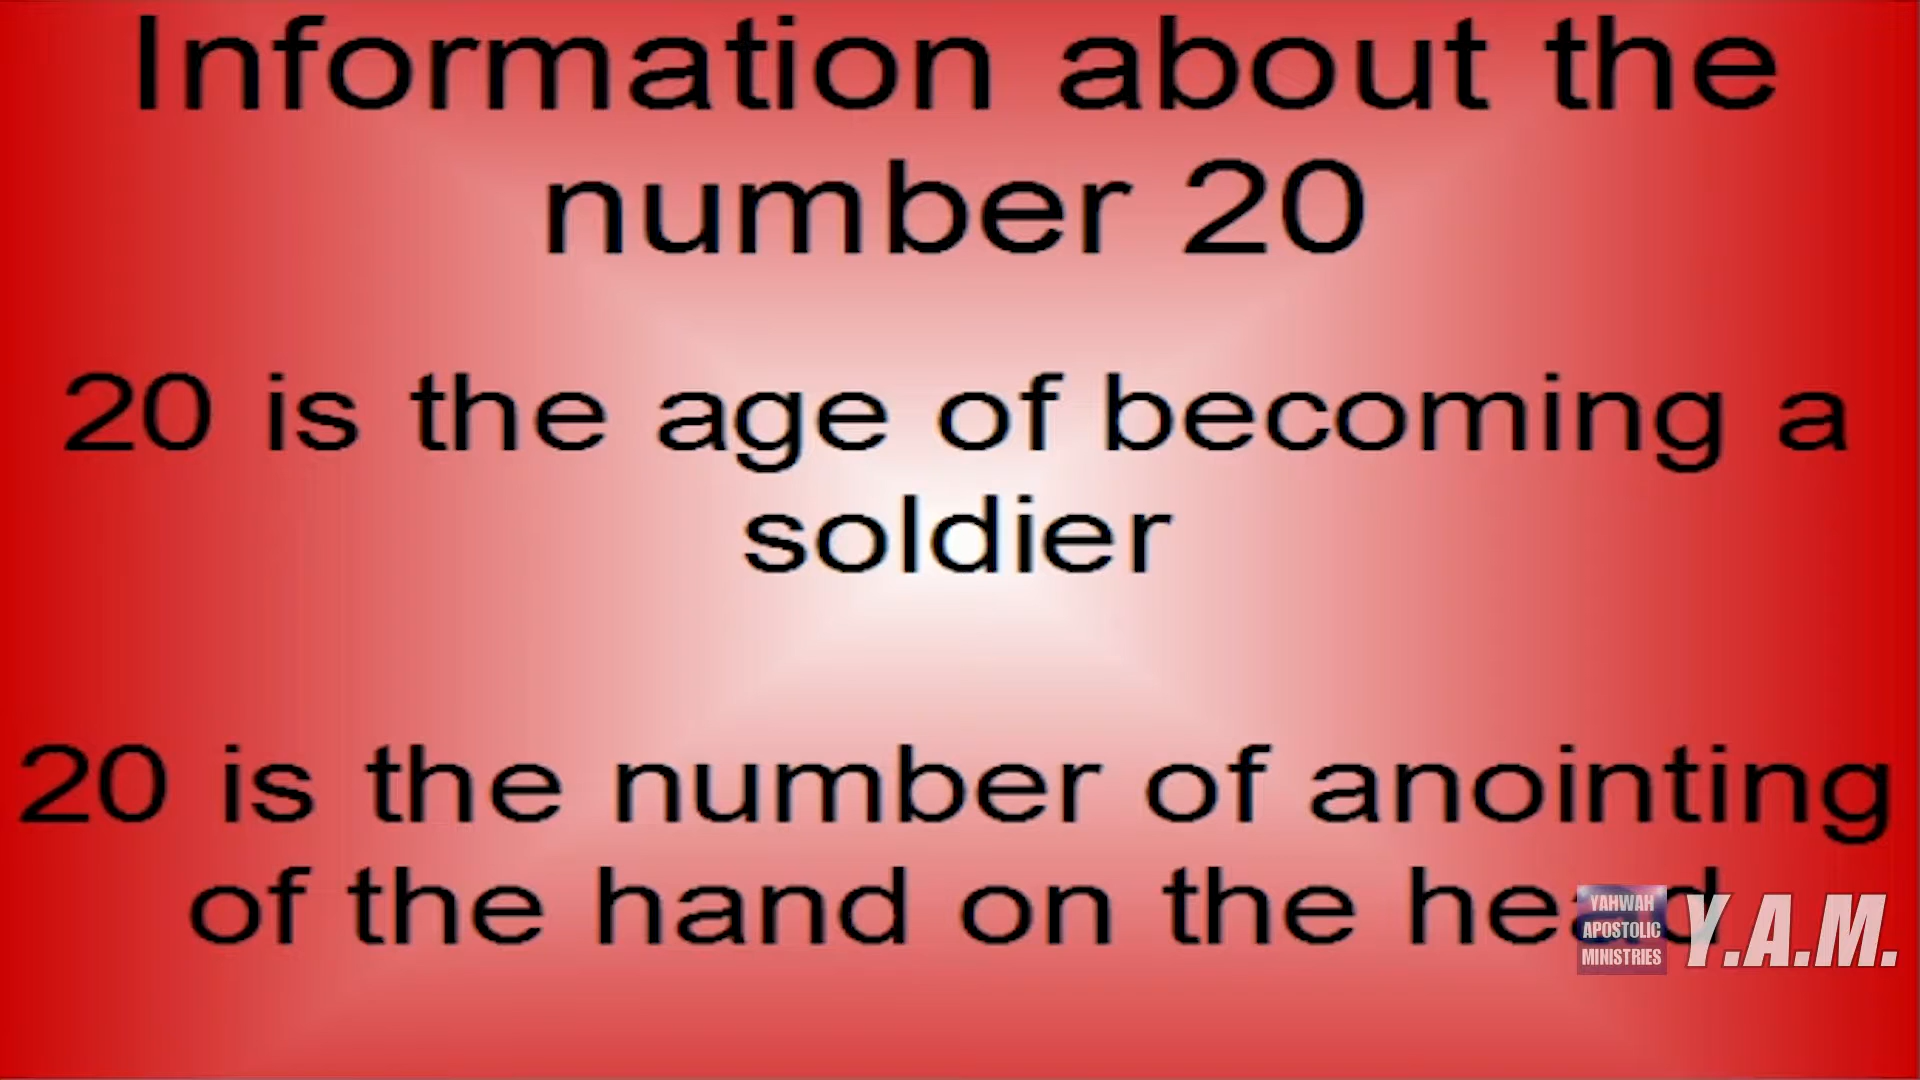 Information about the
number 20
20 is the age of becoming a
soldier
20 is the number of anointing
of the hand on the head
YAHWAH
APOSTOLIC
MINISTRIES
Y.A.M.